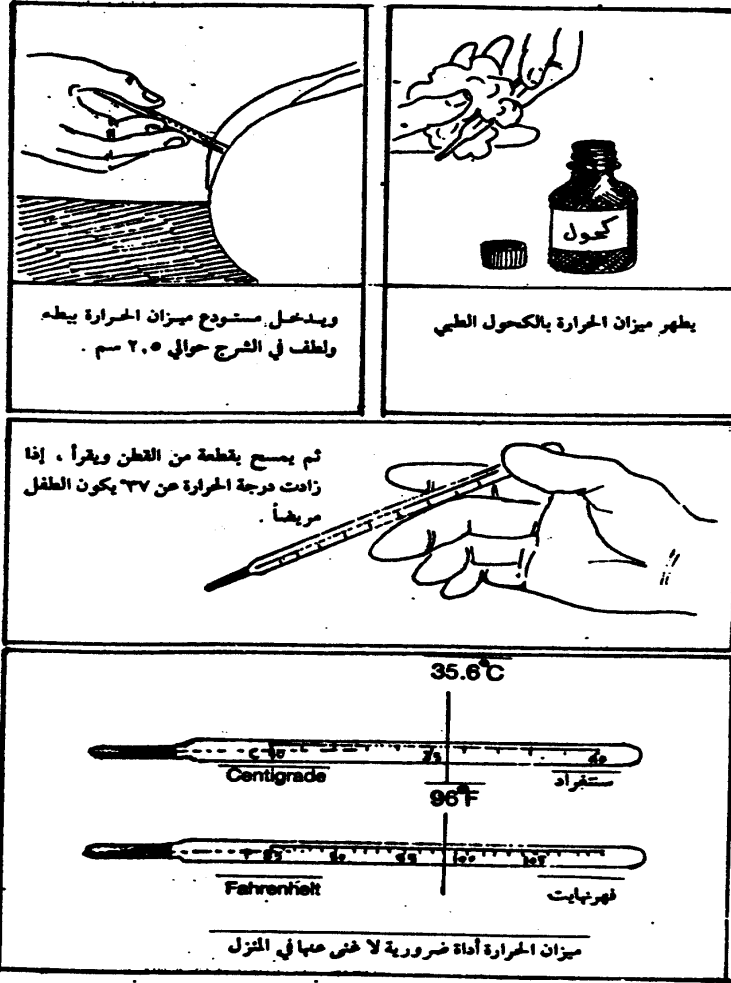 كحول
يطهر ميزان الحرارة بالكحول الطبي
ويدخل مستودع ميزان الحرارة ببطء
ولطف في الشرج حوالي ٢,٥ سم .
ثم يمسح بقطعة من القطن ويقرأ ، إذا
زادت درجة الحرارة عن ٣٧° يكون الطفل
مريضاً .
35.6°C
Centigrade
سنتغراد
96°F
Fahrenheit
فهرنهايت
ميزان الحرارة أداة ضرورية لا غنى عنها في المنزل